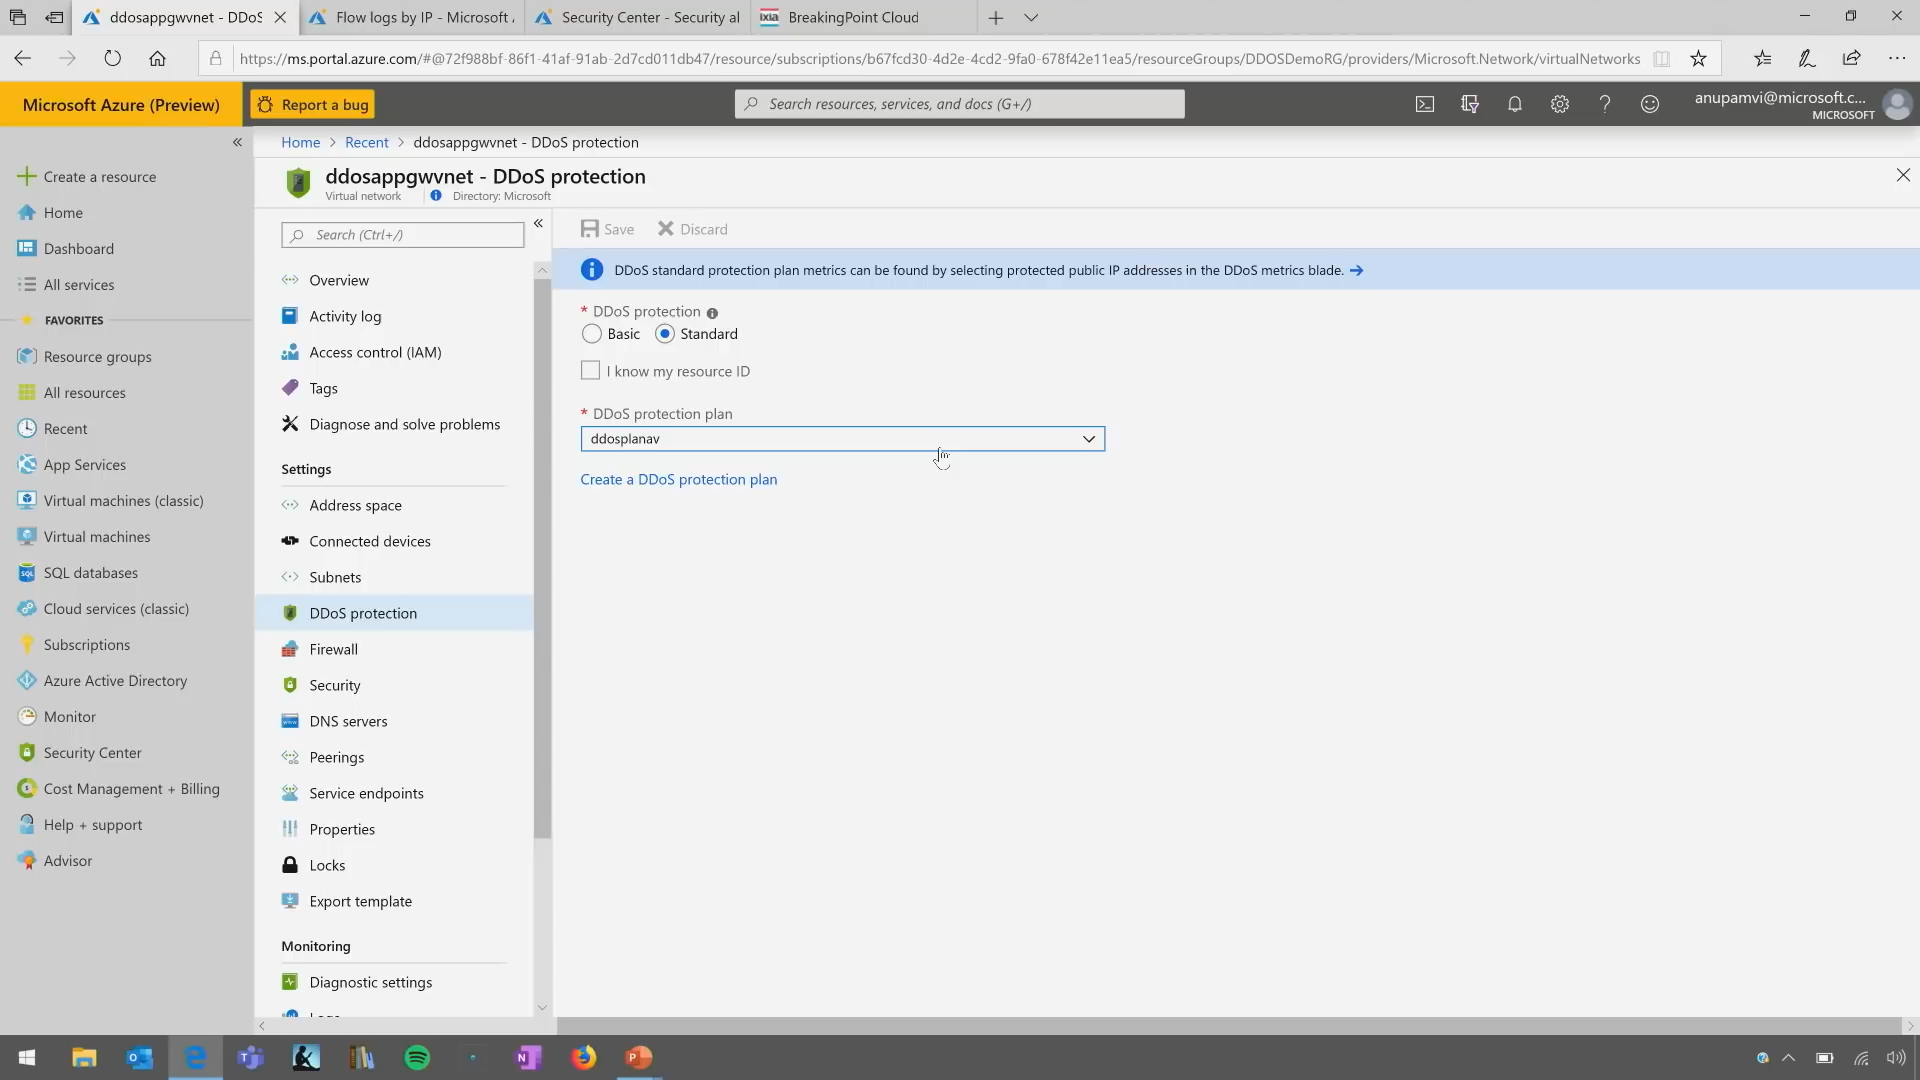 ddosappgwvnet - DDoS
Flow logs by IP - Microsoft
Security Center - Security al
ixia
BreakingPoint Cloud
https://ms.portal.azure.com/#@72f988bf-86f1-41af-91ab-2d7cd011db47/resource/subscriptions/b67fcd30-4d2e-4cd2-9fa0-678f42e11ea5/resourceGroups/DDOSDemoRG/providers/Microsoft.Network/virtualNetworks
Microsoft Azure (Preview)
Report a bug
Search resources, services, and docs (G+/)
anupamvi@microsoft.c...
MICROSOFT
Create a resource
Home
Dashboard
All services
FAVORITES
Resource groups
All resources
Recent
App Services
Virtual machines (classic)
Virtual machines
SQL databases
Cloud services (classic)
Subscriptions
Azure Active Directory
Monitor
Security Center
Cost Management + Billing
Help + support
Advisor
Home > Recent > ddosappgwvnet - DDoS protection
ddosappgwvnet - DDoS protection
Virtual network
Directory: Microsoft
Search (Ctrl+/)
Overview
Activity log
Access control (IAM)
Tags
Diagnose and solve problems
Settings
Address space
Connected devices
Subnets
DDoS protection
Firewall
Security
DNS servers
Peerings
Service endpoints
Properties
Locks
Export template
Monitoring
Diagnostic settings
Save
Discard
DDoS standard protection plan metrics can be found by selecting protected public IP addresses in the DDoS metrics blade.
* DDoS protection
Basic
Standard
I know my resource ID
* DDoS protection plan
ddosplanav
Create a DDoS protection plan